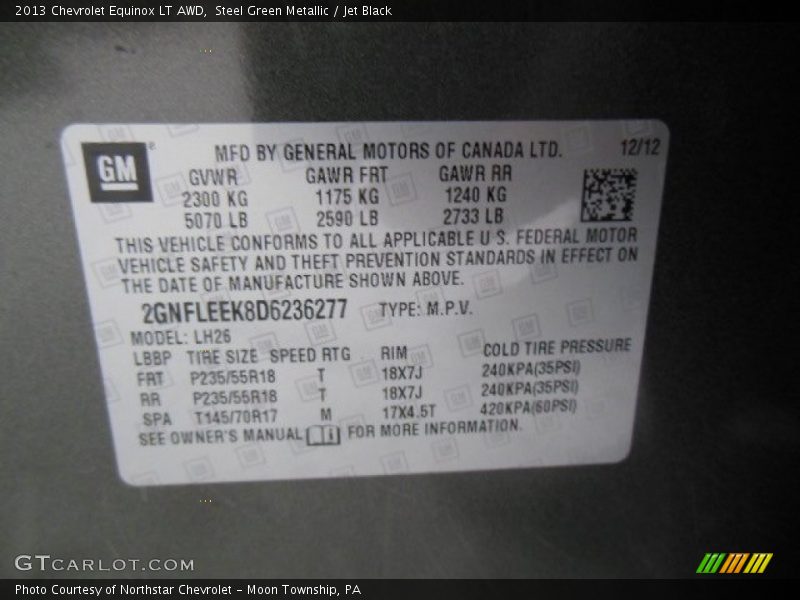 2013 Chevrolet Equinox LT AWD, Steel Green Metallic / Jet Black
GM
MFD BY GENERAL MOTORS OF CANADA LTD. 12/12
GVWR GAWR FRT GAWR RR
2300 KG 1175 KG 1240 KG
5070 LB 2590 LB 2733 LB
THIS VEHICLE CONFORMS TO ALL APPLICABLE U S. FEDERAL MOTOR
VEHICLE SAFETY AND THEFT PREVENTION STANDARDS IN EFFECT ON
THE DATE OF MANUFACTURE SHOWN ABOVE.
2GNFLEEK8D6236277 TYPE: M.P.V.
MODEL: LH26
LBBP TIRE SIZE SPEED RTG RIM COLD TIRE PRESSURE
FRT P235/55R18 T 18X7J 240KPA(35PSI)
RR P235/55R18 T 18X7J 240KPA(35PSI)
SPA T145/70R17 M 17X4.5T 420KPA(60PSI)
SEE OWNER'S MANUAL FOR MORE INFORMATION.
GTCARLOT.COM
Photo Courtesy of Northstar Chevrolet - Moon Township, PA